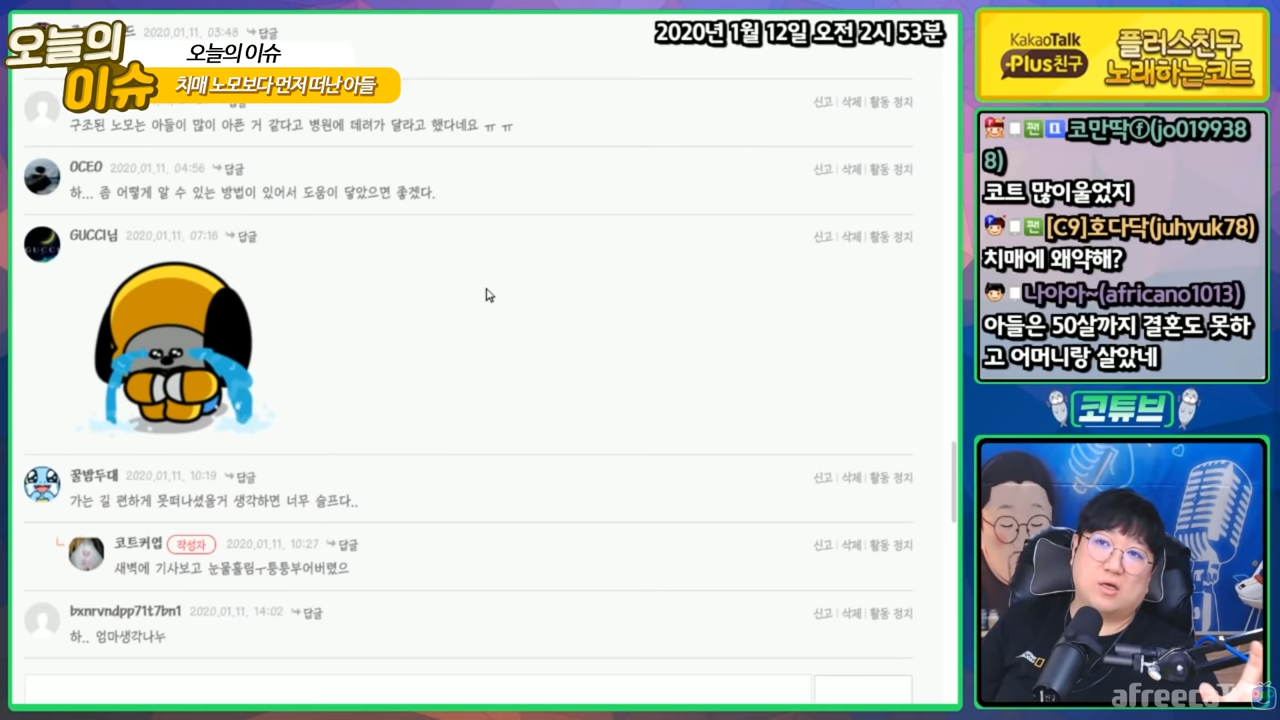 오늘의
이슈
오늘의 이슈
치매 노모보다 먼저 떠난 아들
2020년 1월 12일 오전 2시 53분
드 2020.01.11. 03:48 답글
신고 | 삭제 | 활동 정지
구조된 노모는 아들이 많이 아픈 거 같다고 병원에 데려가 달라고 했다네요 ㅠㅠ
OCEO 2020.01.11. 04:56 답글
신고 | 삭제 | 활동 정지
하... 좀 어떻게 알 수 있는 방법이 있어서 도움이 닿았으면 좋겠다.
GUCCI님 2020.01.11. 07:16 답글
신고 | 삭제 | 활동 정지
GUCCI
꿀밤두대 2020.01.11. 10:19 답글
신고 | 삭제 | 활동 정지
가는 길 편하게 못떠나셨을거 생각하면 너무 슬프다..
코트커엽 작성자 2020.01.11. 10:27 답글
신고 | 삭제 | 활동 정지
새벽에 기사보고 눈물흘림ㅜ퉁퉁부어버렸으
bxnrvndpp71t7bn1 2020.01.11. 14:02 답글
신고 | 삭제 | 활동 정지
하.. 엄마생각나누
KakaoTalk
Plus친구
플러스친구
노래하는코트
팬 코만딱ⓕ(jo019938
8)
코트 많이울었지
팬 [C9]호다닥(juhyuk78)
치매에 왜약해?
나아아~(africano1013)
아들은 50살까지 결혼도 못하
고 어머니랑 살았네
코튜브
afreecaTV